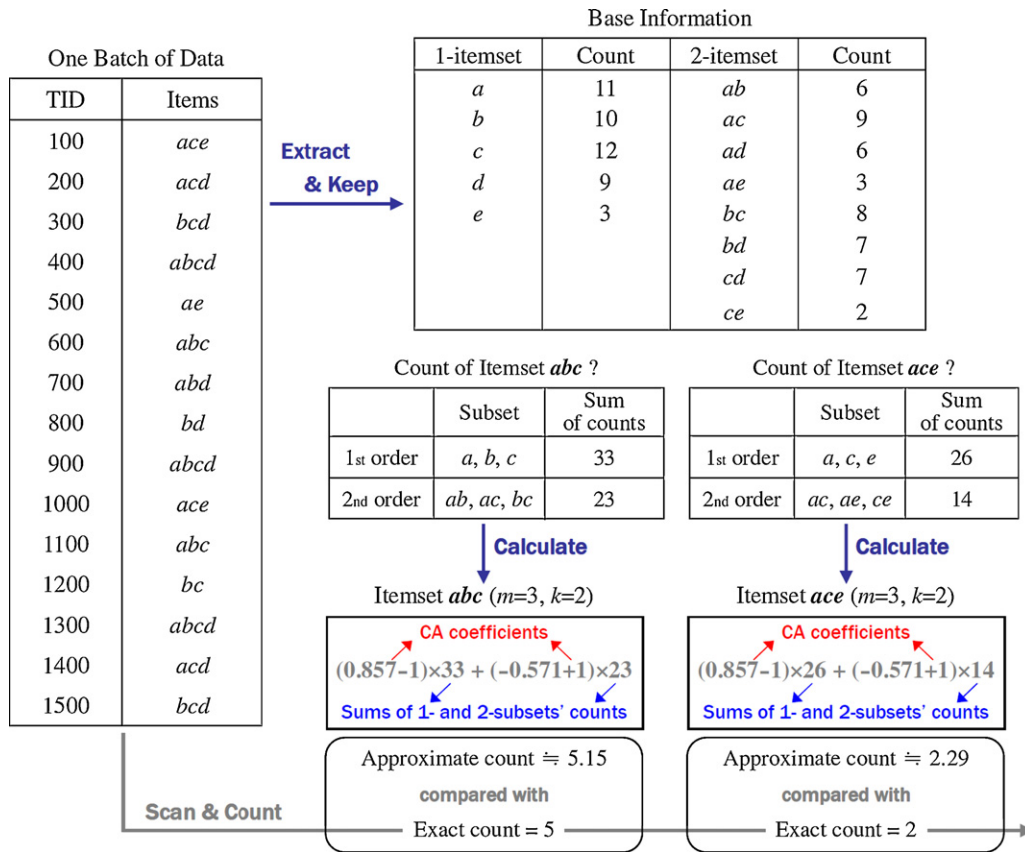 One Batch of Data
TID Items
100 ace
200 acd
300 bcd
400 abcd
500 ae
600 abc
700 abd
800 bd
900 abcd
1000 ace
1100 abc
1200 bc
1300 abcd
1400 acd
1500 bcd
Extract
& Keep
Base Information
1-itemset Count 2-itemset Count
a 11 ab 6
b 10 ac 9
c 12 ad 6
d 9 ae 3
e 3 bc 8
bd 7
cd 7
ce 2
Count of Itemset abc ?
Subset Sum
of counts
1st order a, b, c 33
2nd order ab, ac, bc 23
Calculate
Itemset abc (m=3, k=2)
CA coefficients
(0.857−1)×33 + (-0.571+1)×23
Sums of 1- and 2-subsets' counts
Approximate count ≒ 5.15
compared with
Exact count = 5
Count of Itemset ace ?
Subset Sum
of counts
1st order a, c, e 26
2nd order ac, ae, ce 14
Calculate
Itemset ace (m=3, k=2)
CA coefficients
(0.857−1)×26 + (-0.571+1)×14
Sums of 1- and 2-subsets' counts
Approximate count ≒ 2.29
compared with
Exact count = 2
Scan & Count